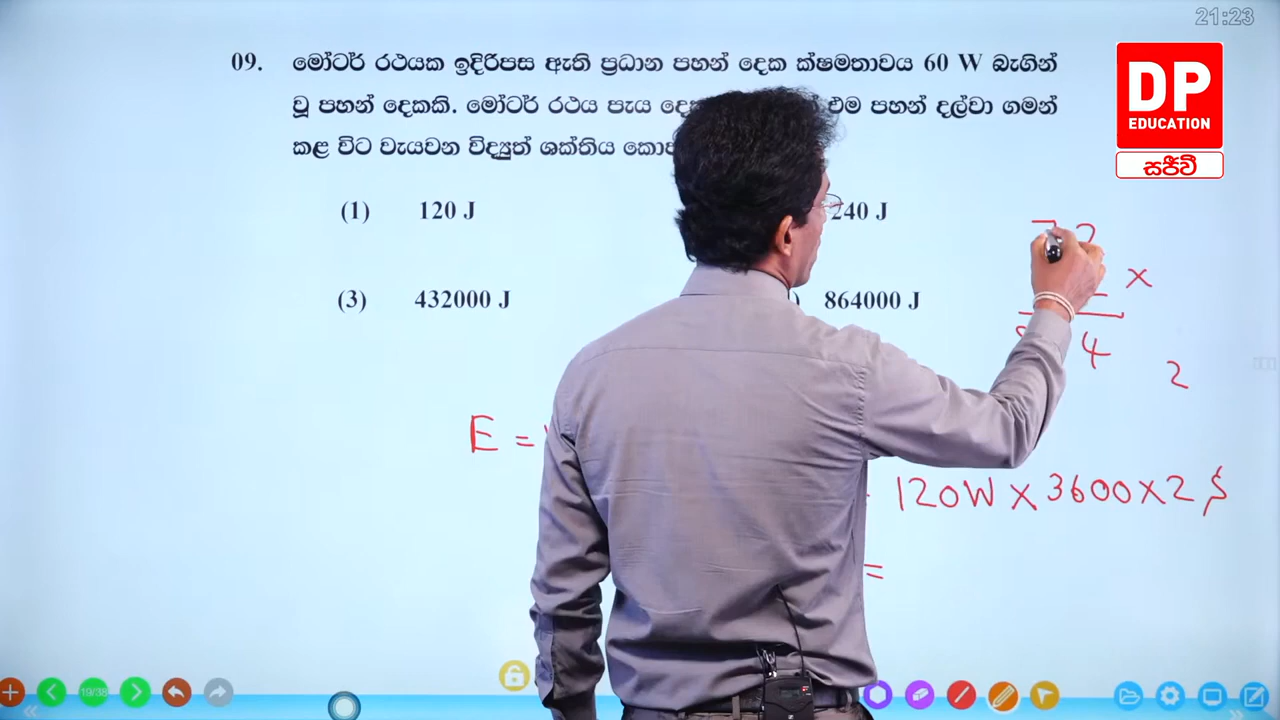 21:23
09. මෝටර් රථයක ඉදිරිපස ඇති ප්‍රධාන පහන් දෙක ක්ෂමතාවය 60 W බැගින්
වූ පහන් දෙකකි. මෝටර් රථය පැය එම පහන් දල්වා ගමන්
කළ විට වැයවන විද්‍යුත් ශක්තිය
DP
EDUCATION
සජීවී
(1) 120 J 240 J
(3) 432000 J ) 864000 J
x
4
2
E =
120W x 3600 x 2 s
=
19/38